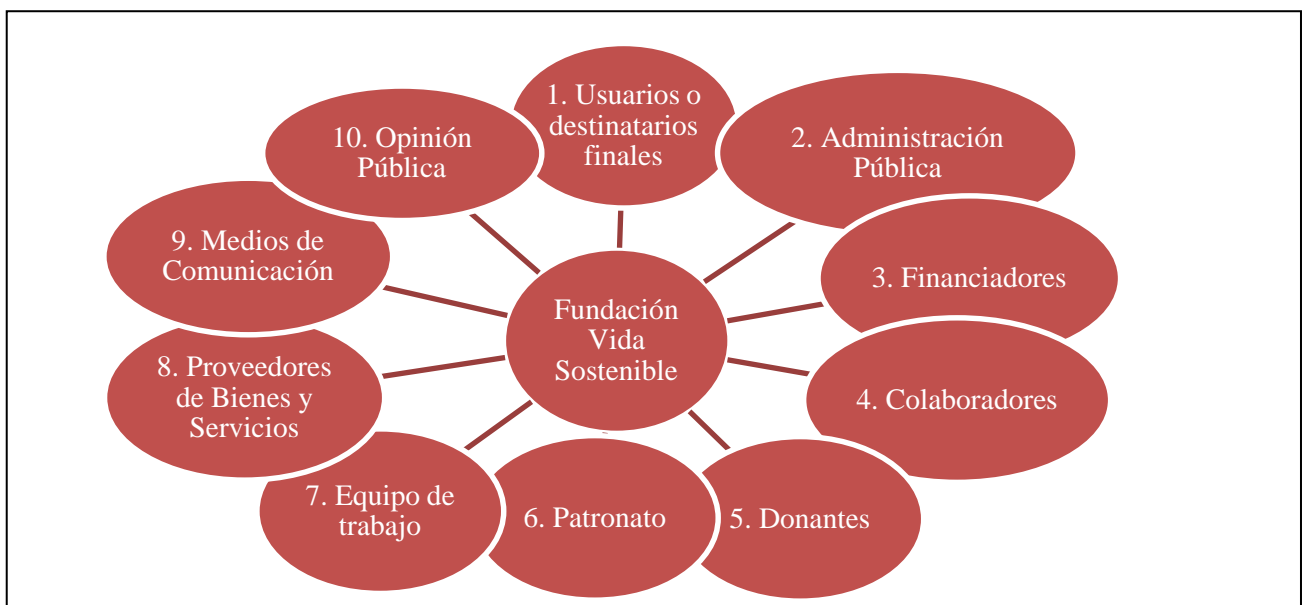 1. Usuarios o
destinatarios
finales
2. Administración
Pública
3. Financiadores
4. Colaboradores
5. Donantes
6. Patronato
7. Equipo de
trabajo
8. Proveedores
de Bienes y
Servicios
9. Medios de
Comunicación
10. Opinión
Pública
Fundación
Vida
Sostenible